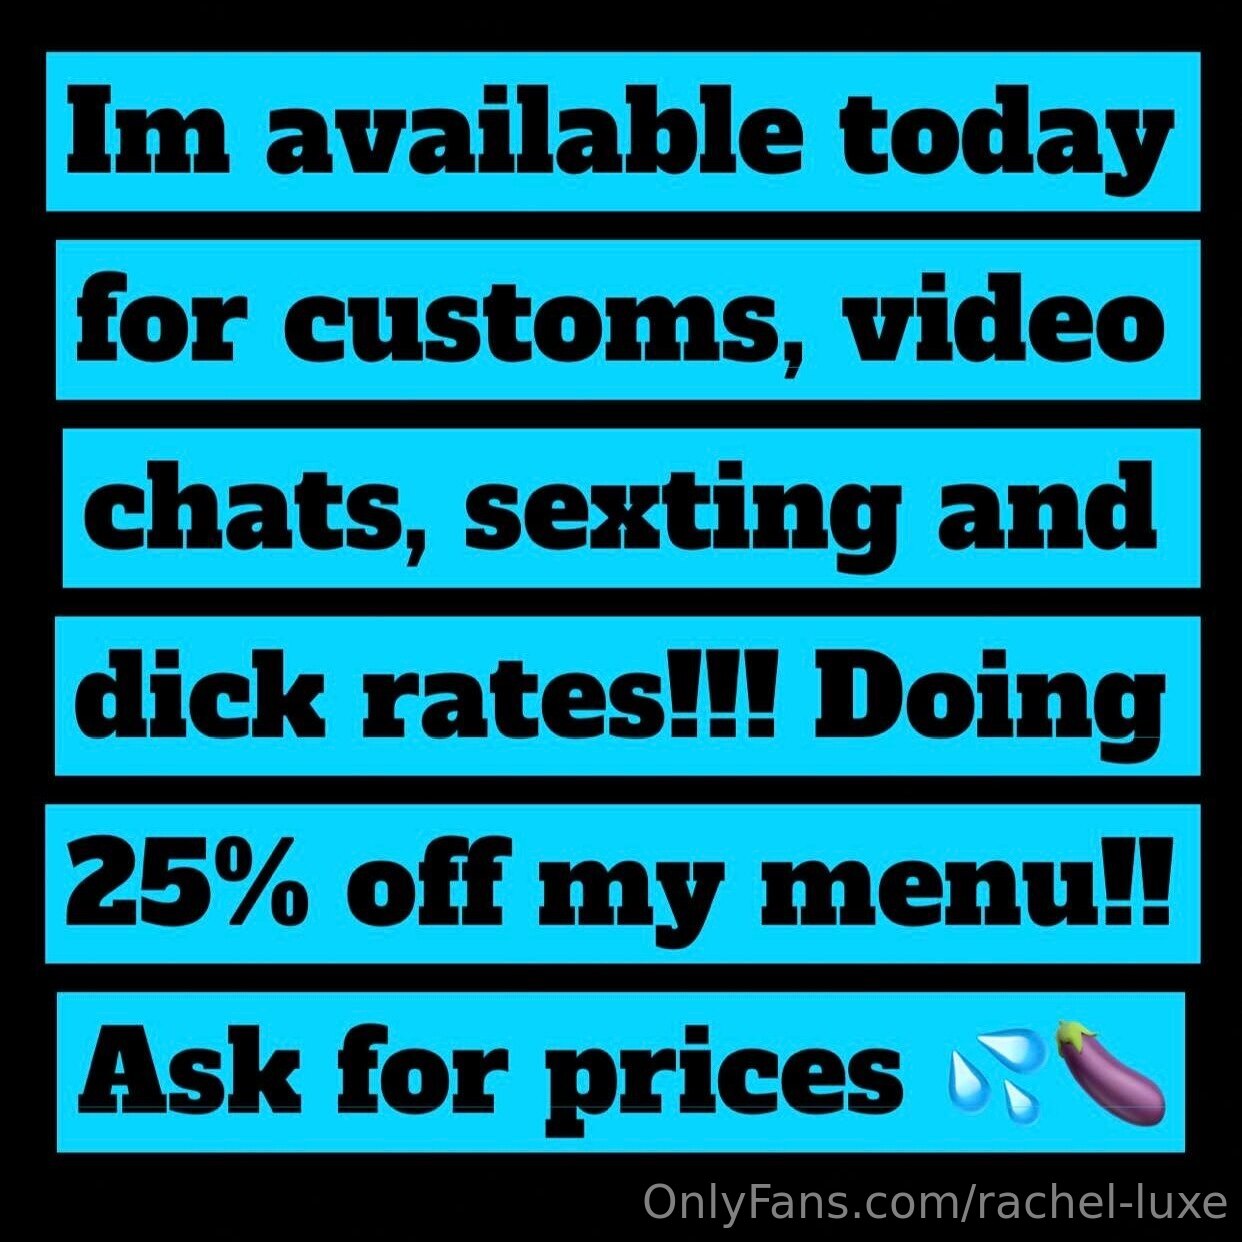 Im available today
for customs, video
chats, sexting and
dick rates!!! Doing
25% off my menu!!
Ask for prices 💦🍆
OnlyFans.com/rachel-luxe